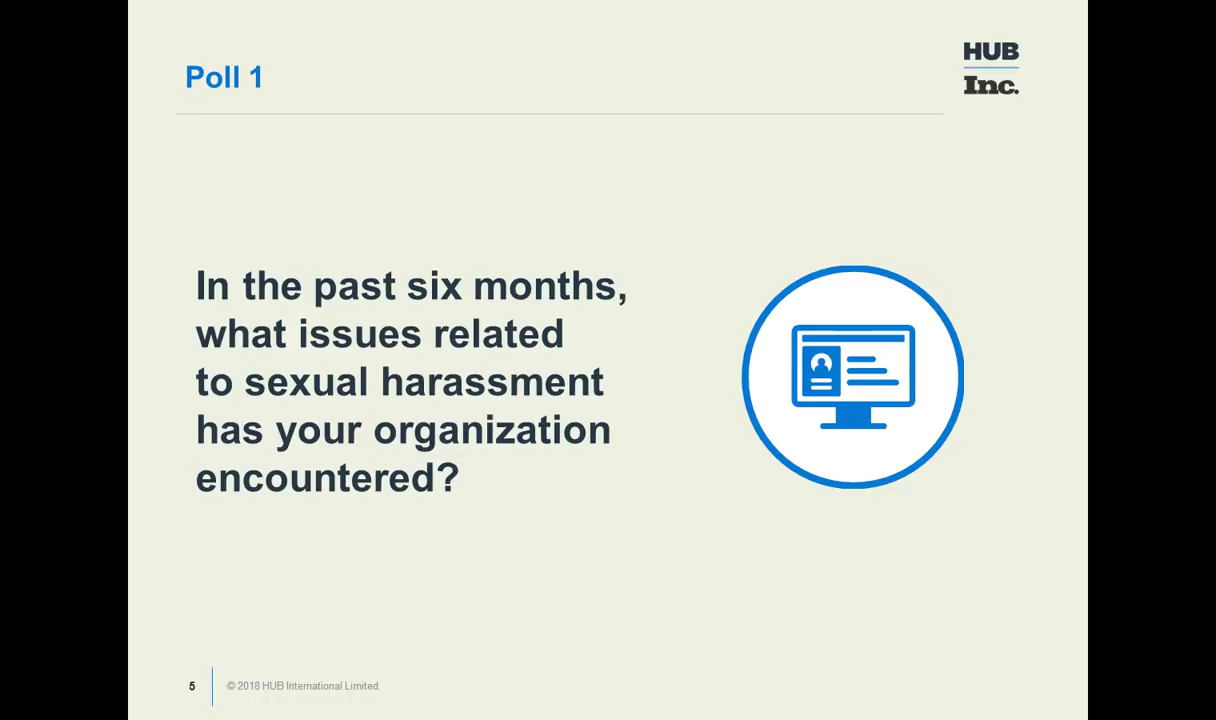 Poll 1
HUB
Inc.
In the past six months,
what issues related
to sexual harassment
has your organization
encountered?
5
© 2018 HUB International Limited.